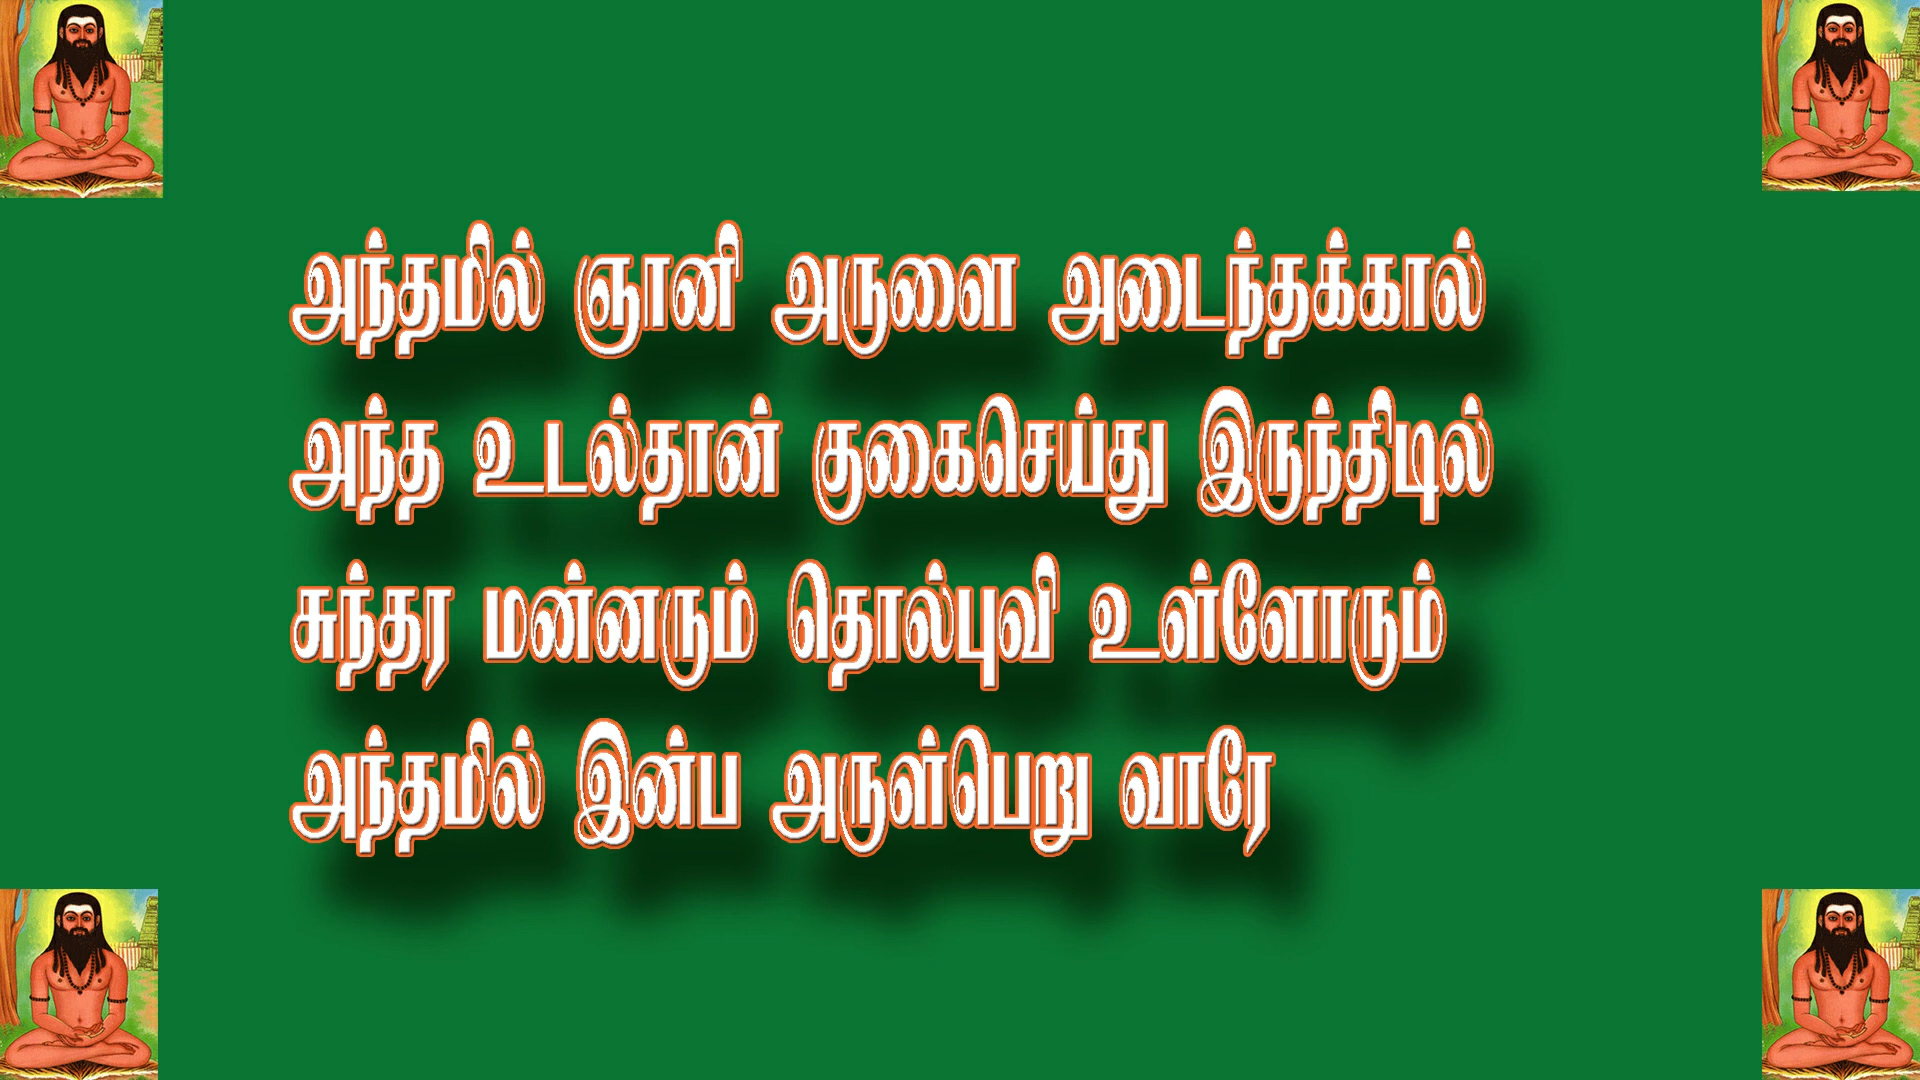 அந்தமில் ஞானி அருளை அடைந்தக்கால்
அந்த உடல்தான் குகைசெய்து இருந்திடில்
சுந்தர மன்னரும் தொல்புவி உள்ளோரும்
அந்தமில் இன்ப அருள்பெறு வாரே